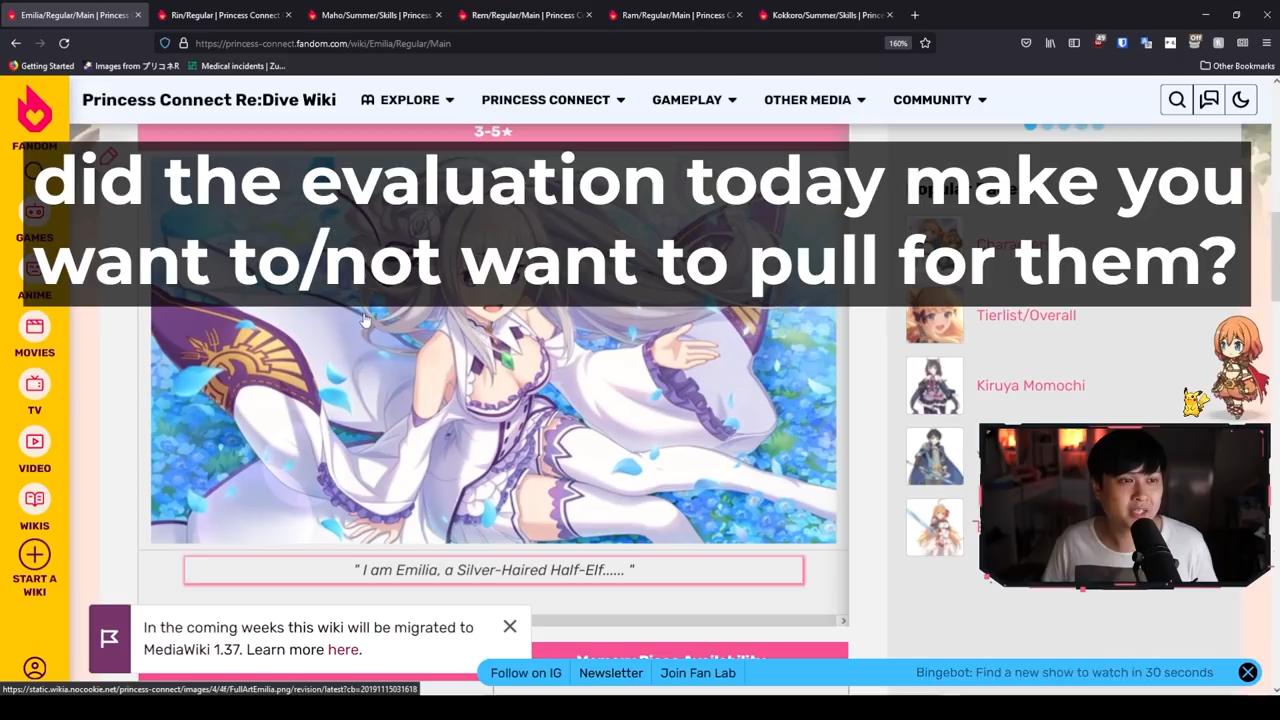 Emilia/Regular/Main | Princess
Rin/Regular | Princess Connect
Maho/Summer/Skills | Princess
Rem/Regular/Main | Princess C
Ram/Regular/Main | Princess C
Kokkoro/Summer/Skills | Princess
https://princess-connect.fandom.com/wiki/Emilia/Regular/Main
160%
49
Off
Getting Started
Images from プリコネR
Medical incidents | Zu...
Other Bookmarks
Princess Connect Re:Dive Wiki
EXPLORE
PRINCESS CONNECT
GAMEPLAY
OTHER MEDIA
COMMUNITY
3-5★
FANDOM
did the evaluation today make you
want to/not want to pull for them?
GAMES
ANIME
MOVIES
TV
VIDEO
WIKIS
START A
WIKI
Tierlist/Overall
Kiruya Momochi
" I am Emilia, a Silver-Haired Half-Elf...... "
In the coming weeks this wiki will be migrated to
MediaWiki 1.37. Learn more here.
Follow on IG
Newsletter
Join Fan Lab
Bingebot: Find a new show to watch in 30 seconds
https://static.wikia.nocookie.net/princess-connect/images/4/4f/FullArtEmilia.png/revision/latest?cb=20191115031618